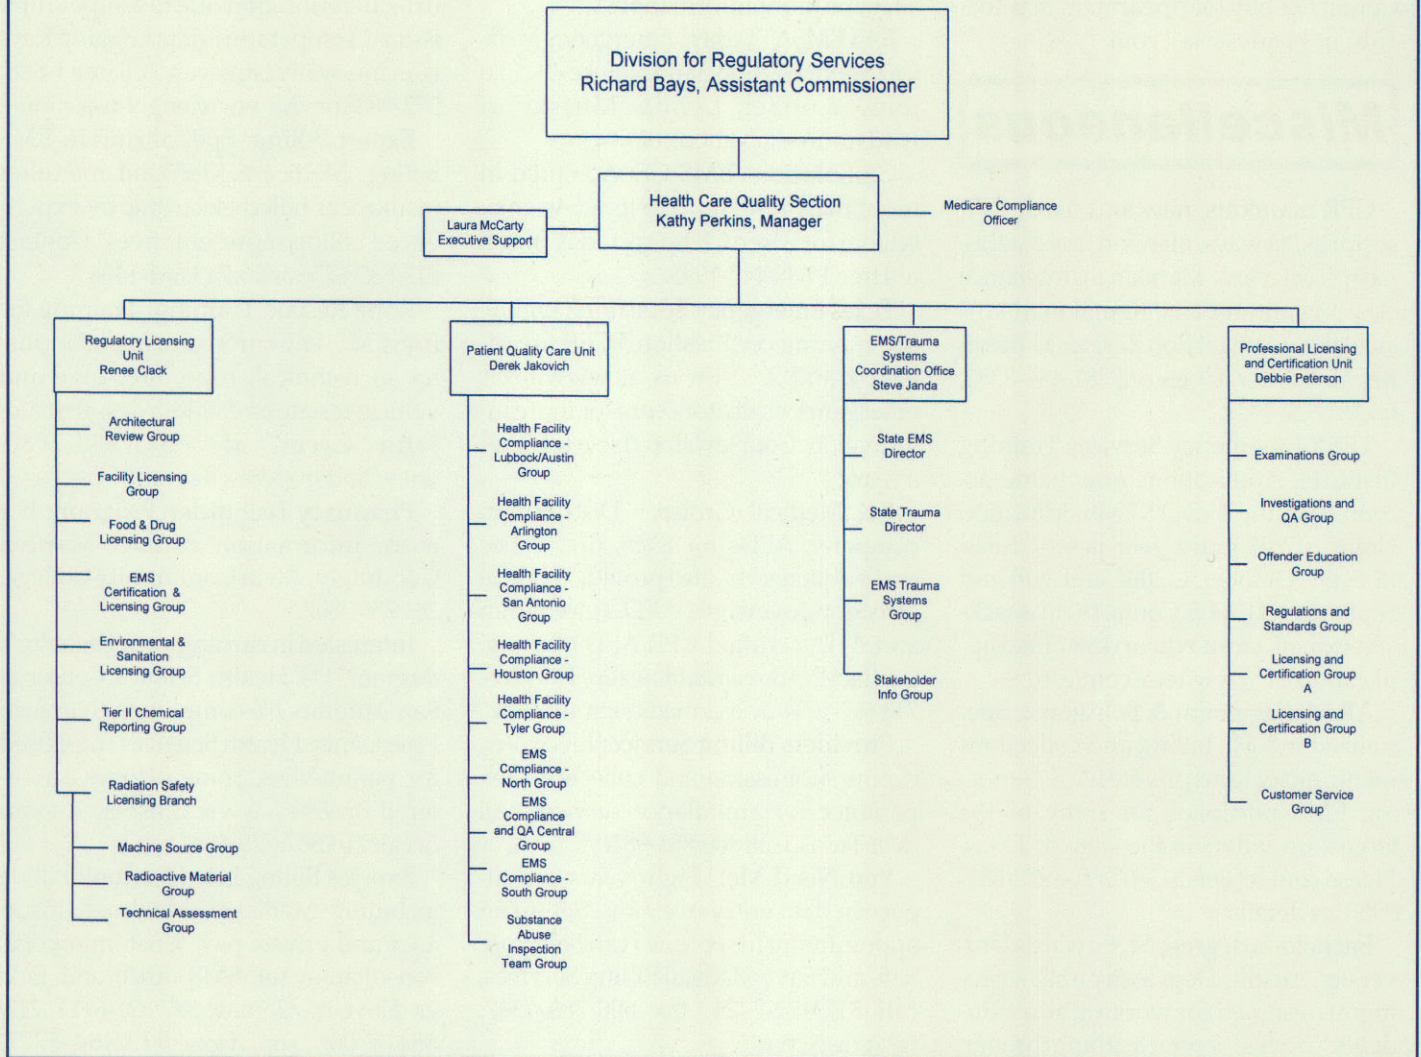 Division for Regulatory Services
Richard Bays, Assistant Commissioner
Health Care Quality Section
Kathy Perkins, Manager
Laura McCarty
Executive Support
Medicare Compliance
Officer
Regulatory Licensing
Unit
Renee Clack
Architectural
Review Group
Facility Licensing
Group
Food & Drug
Licensing Group
EMS
Certification &
Licensing Group
Environmental &
Sanitation
Licensing Group
Tier II Chemical
Reporting Group
Radiation Safety
Licensing Branch
Machine Source Group
Radioactive Material
Group
Technical Assessment
Group
Patient Quality Care Unit
Derek Jakovich
Health Facility
Compliance -
Lubbock/Austin
Group
Health Facility
Compliance -
Arlington
Group
Health Facility
Compliance -
San Antonio
Group
Health Facility
Compliance -
Houston Group
Health Facility
Compliance -
Tyler Group
EMS
Compliance -
North Group
EMS
Compliance
and QA Central
Group
EMS
Compliance -
South Group
Substance
Abuse
Inspection
Team Group
EMS/Trauma
Systems
Coordination Office
Steve Janda
State EMS
Director
State Trauma
Director
EMS Trauma
Systems
Group
Stakeholder
Info Group
Professional Licensing
and Certification Unit
Debbie Peterson
Examinations Group
Investigations and
QA Group
Offender Education
Group
Regulations and
Standards Group
Licensing and
Certification Group
A
Licensing and
Certification Group
B
Customer Service
Group